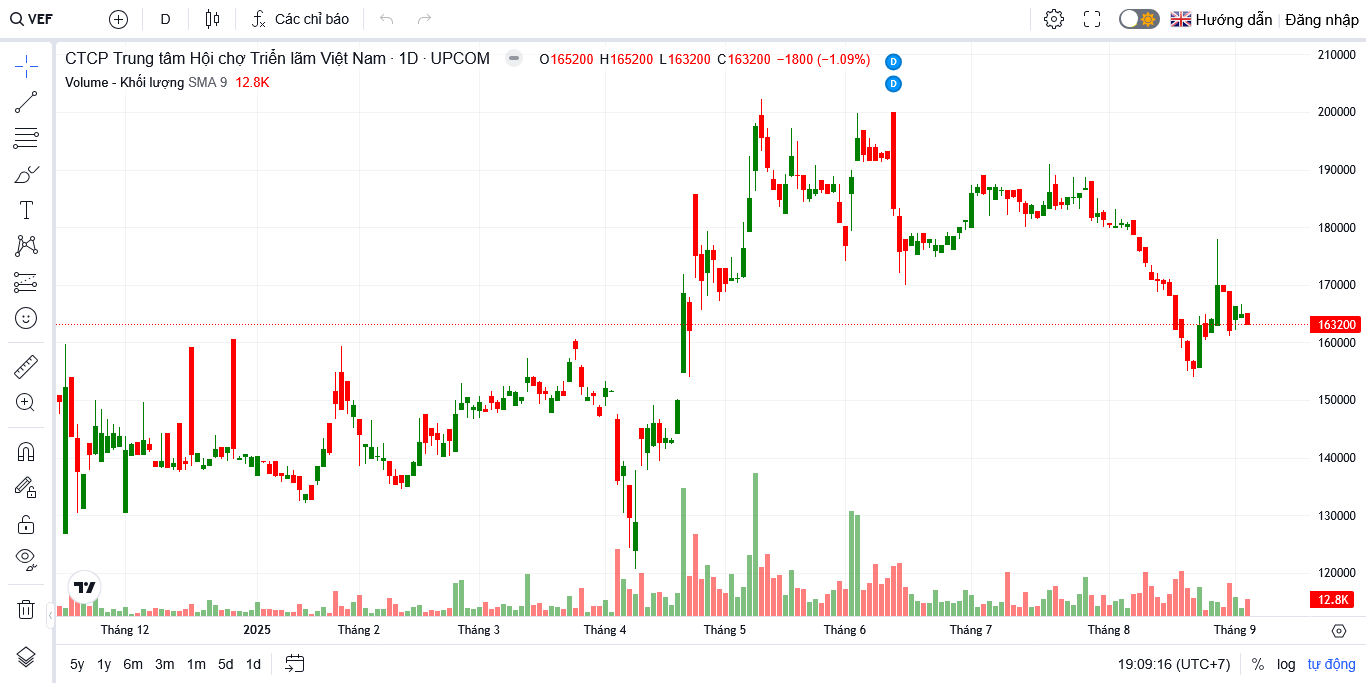 VEF D Các chỉ báo Hướng dẫn Đăng nhập
CTCP Trung tâm Hội chợ Triển lãm Việt Nam · 1D · UPCOM O165200 H165200 L163200 C163200 −1800 (−1.09%) D
Volume - Khối lượng SMA 9 12.8K D
210000
200000
190000
180000
170000
163200
160000
150000
140000
130000
120000
12.8K
Tháng 12 2025 Tháng 2 Tháng 3 Tháng 4 Tháng 5 Tháng 6 Tháng 7 Tháng 8 Tháng 9
5y 1y 6m 3m 1m 5d 1d 19:09:16 (UTC+7) % log tự động